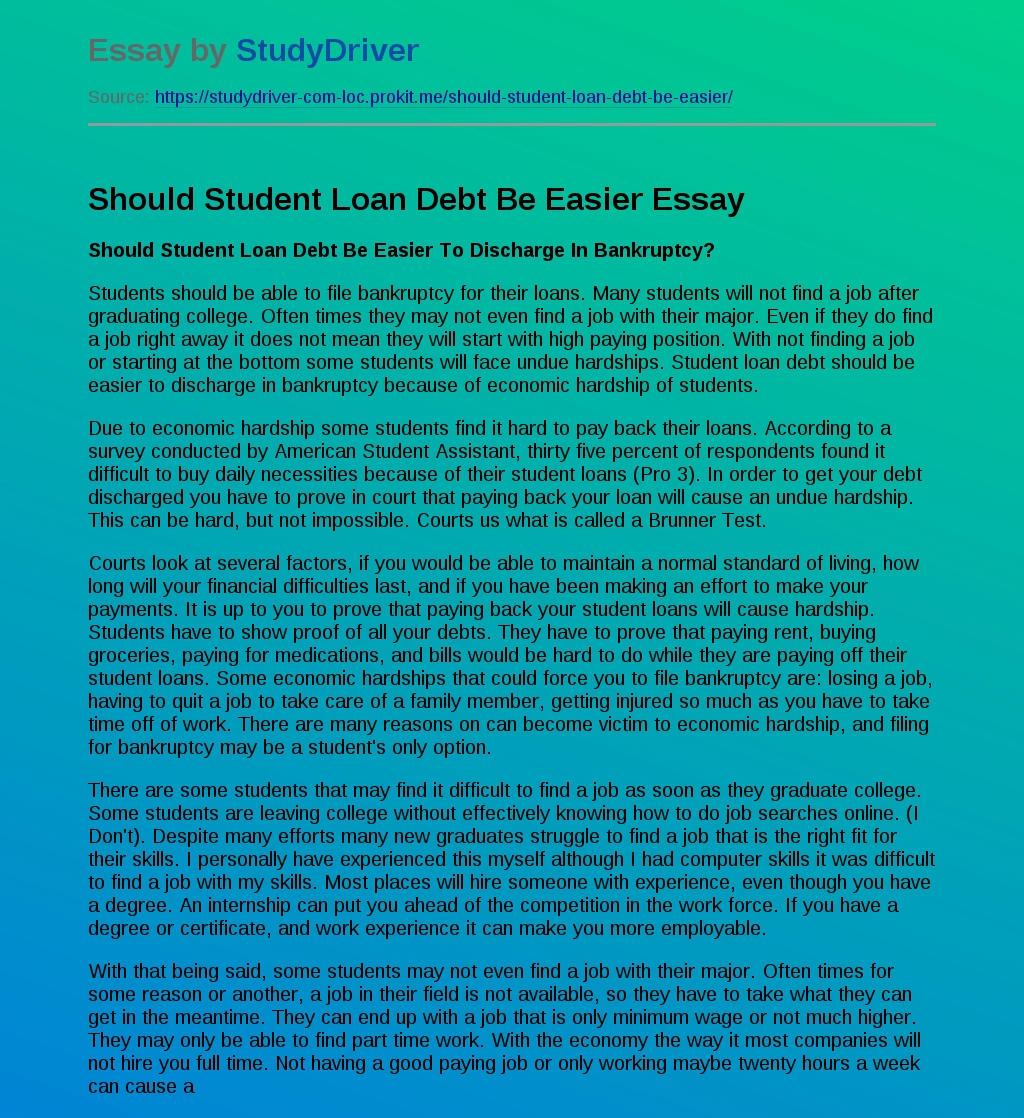 Essay by StudyDriver
Source: https://studydriver-com-loc.prokit.me/should-student-loan-debt-be-easier/
Should Student Loan Debt Be Easier Essay
Should Student Loan Debt Be Easier To Discharge In Bankruptcy?
Students should be able to file bankruptcy for their loans. Many students will not find a job after
graduating college. Often times they may not even find a job with their major. Even if they do find
a job right away it does not mean they will start with high paying position. With not finding a job
or starting at the bottom some students will face undue hardships. Student loan debt should be
easier to discharge in bankruptcy because of economic hardship of students.
Due to economic hardship some students find it hard to pay back their loans. According to a
survey conducted by American Student Assistant, thirty five percent of respondents found it
difficult to buy daily necessities because of their student loans (Pro 3). In order to get your debt
discharged you have to prove in court that paying back your loan will cause an undue hardship.
This can be hard, but not impossible. Courts us what is called a Brunner Test.
Courts look at several factors, if you would be able to maintain a normal standard of living, how
long will your financial difficulties last, and if you have been making an effort to make your
payments. It is up to you to prove that paying back your student loans will cause hardship.
Students have to show proof of all your debts. They have to prove that paying rent, buying
groceries, paying for medications, and bills would be hard to do while they are paying off their
student loans. Some economic hardships that could force you to file bankruptcy are: losing a job,
having to quit a job to take care of a family member, getting injured so much as you have to take
time off of work. There are many reasons on can become victim to economic hardship, and filing
for bankruptcy may be a student's only option.
There are some students that may find it difficult to find a job as soon as they graduate college.
Some students are leaving college without effectively knowing how to do job searches online. (I
Don't). Despite many efforts many new graduates struggle to find a job that is the right fit for
their skills. I personally have experienced this myself although I had computer skills it was difficult
to find a job with my skills. Most places will hire someone with experience, even though you have
a degree. An internship can put you ahead of the competition in the work force. If you have a
degree or certificate, and work experience it can make you more employable.
With that being said, some students may not even find a job with their major. Often times for
some reason or another, a job in their field is not available, so they have to take what they can
get in the meantime. They can end up with a job that is only minimum wage or not much higher.
They may only be able to find part time work. With the economy the way it most companies will
not hire you full time. Not having a good paying job or only working maybe twenty hours a week
can cause a